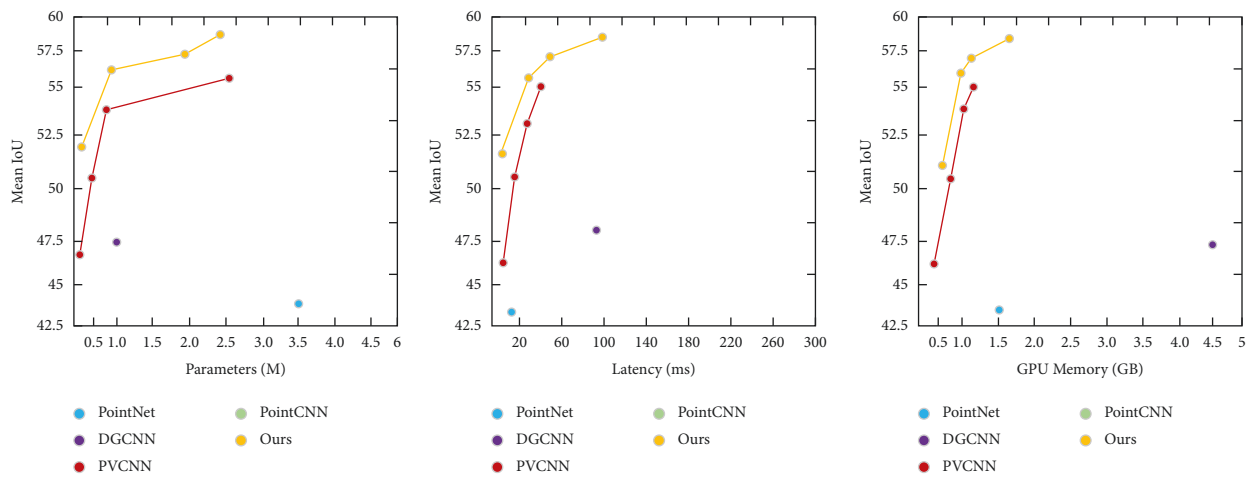 60
57.5
55
52.5
50
47.5
45
42.5
Mean IoU
0.5 1.0 1.5 2.0 2.5 3.0 3.5 4.0 4.5 6
Parameters (M)
PointNet PointCNN
DGCNN Ours
PVCNN
60
57.5
55
52.5
50
47.5
45
42.5
Mean IoU
20 60 100 140 180 220 260 300
Latency (ms)
PointNet PointCNN
DGCNN Ours
PVCNN
60
57.5
55
52.5
50
47.5
45
42.5
Mean IoU
0.5 1.0 1.5 2.0 2.5 3.0 3.5 4.0 4.5 5
GPU Memory (GB)
PointNet PointCNN
DGCNN Ours
PVCNN